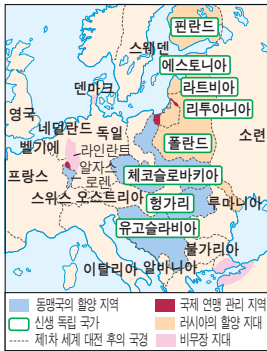 핀란드
스웨덴
에스토니아
라트비아
덴마크
리투아니아
영국
네덜란드
독일
소련
벨기에
라인란트
폴란드
알자스
로렌
프랑스
체코슬로바키아
스위스
오스트리아
헝가리
루마니아
유고슬라비아
불가리아
이탈리아
알바니아
동맹국의 할양 지역
국제 연맹 관리 지역
신생 독립 국가
러시아의 할양 지대
제1차 세계 대전 후의 국경
비무장 지대